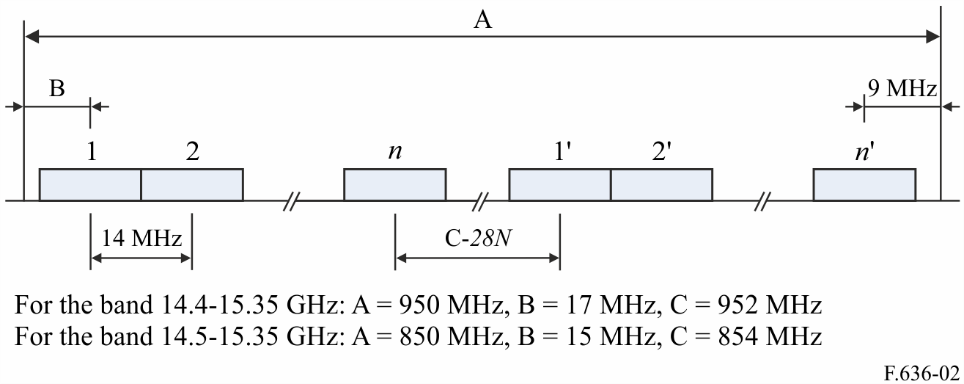 A
B
9 MHz
1
2
n
1'
2'
n'
14 MHz
C-28N
For the band 14.4-15.35 GHz: A = 950 MHz, B = 17 MHz, C = 952 MHz
For the band 14.5-15.35 GHz: A = 850 MHz, B = 15 MHz, C = 854 MHz
F.636-02